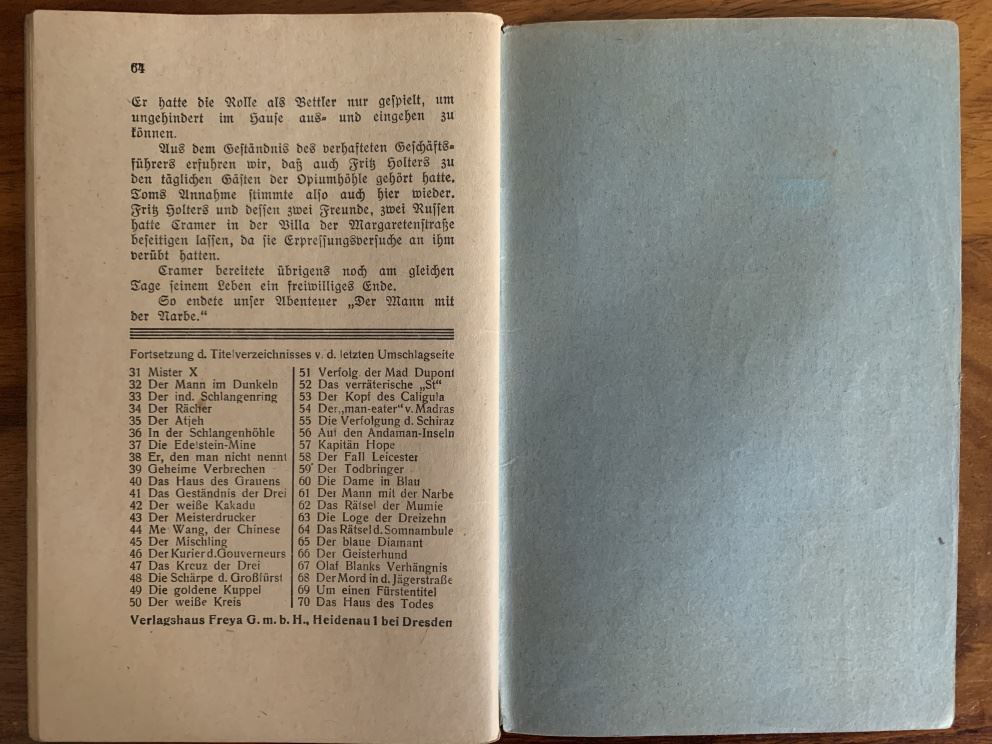 64
Er hatte die Rolle als Bettler nur gespielt, um
ungehindert im Hause aus- und eingehen zu
können.
Aus dem Geständnis des verhafteten Geschäfts-
führers erfuhren wir, daß auch Fritz Holters zu
den täglichen Gästen der Opiumhöhle gehört hatte.
Toms Annahme stimmte also auch hier wieder.
Fritz Holters und dessen zwei Freunde, zwei Russen
hatte Cramer in der Villa der Margaretenstraße
beseitigen lassen, da sie Erpressungsversuche an ihm
verübt hatten.
Cramer bereitete übrigens noch am gleichen
Tage seinem Leben ein freiwilliges Ende.
So endete unser Abenteuer „Der Mann mit
der Narbe.“
Fortsetzung d. Titelverzeichnisses v. d. letzten Umschlagseite
31 Mister X
32 Der Mann im Dunkeln
33 Der ind. Schlangenring
34 Der Rächer
35 Der Atjeh
36 In der Schlangenhöhle
37 Die Edelstein-Mine
38 Er, den man nicht nennt
39 Geheime Verbrechen
40 Das Haus des Grauens
41 Das Geständnis der Drei
42 Der weiße Kakadu
43 Der Meisterdrucker
44 Me Wang, der Chinese
45 Der Mischling
46 Der Kurier d. Gouverneurs
47 Das Kreuz der Drei
48 Die Schärpe d. Großfürst
49 Die goldene Kuppel
50 Der weiße Kreis
51 Verfolg. der Mad Dupont
52 Das verräterische „St“
53 Der Kopf des Caligula
54 Der „man-eater“ v. Madras
55 Die Verfolgung d. Schiraz
56 Auf den Andaman-Inseln
57 Kapitän Hope
58 Der Fall Leicester
59 Der Todbringer
60 Die Dame in Blau
61 Der Mann mit der Narbe
62 Das Rätsel der Mumie
63 Die Loge der Dreizehn
64 Das Rätsel d. Somnambule
65 Der blaue Diamant
66 Der Geisterhund
67 Olaf Blanks Verhängnis
68 Der Mord in d. Jägerstraße
69 Um einen Fürstentitel
70 Das Haus des Todes
Verlagshaus Freya G. m. b. H., Heidenau 1 bei Dresden